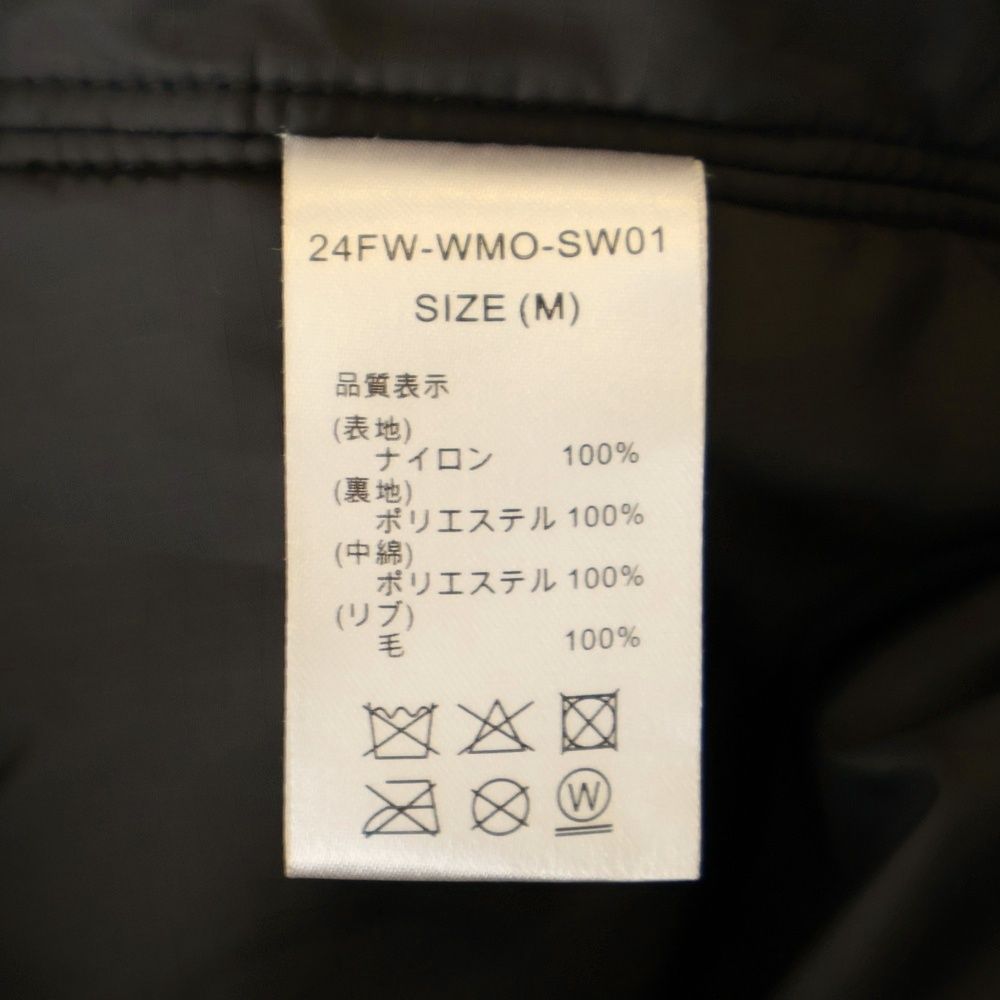 24FW-WMO-SW01
SIZE (M)
品質表示
(表地)
ナイロン 100%
(裏地)
ポリエステル 100%
(中綿)
ポリエステル 100%
(リブ)
毛 100%
W